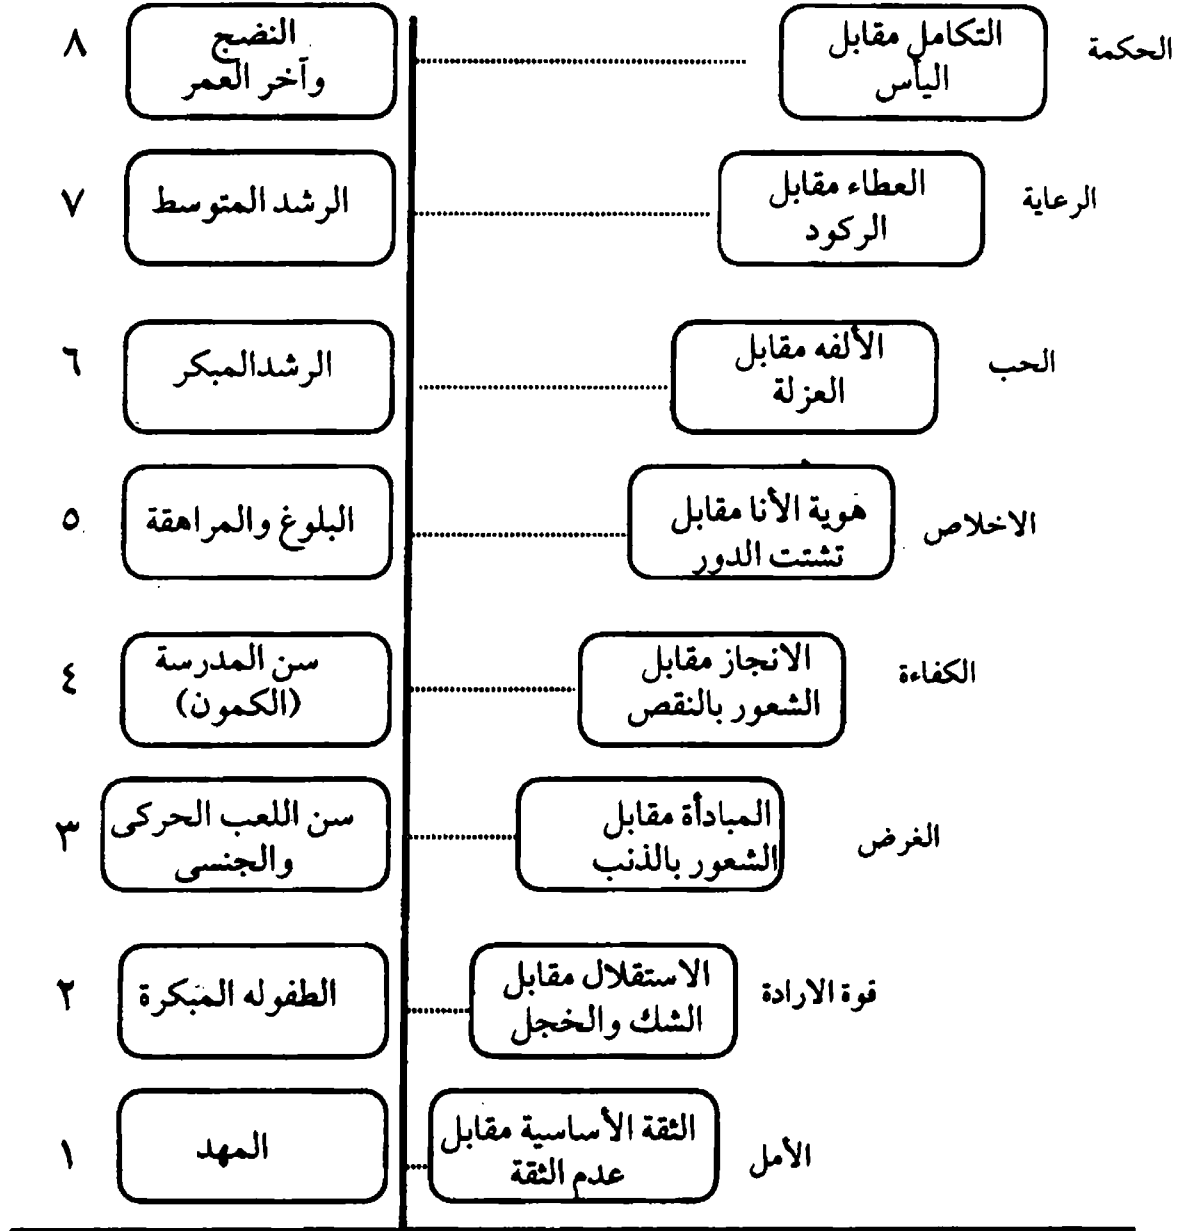 الحكمة
التكامل مقابل
اليأس
النضج
وآخر العمر
٨
الرعاية
العطاء مقابل
الركود
الرشد المتوسط
٧
الحب
الألفه مقابل
العزلة
الرشد المبكر
٦
الاخلاص
هوية الأنا مقابل
تشتت الدور
البلوغ والمراهقة
٥
الكفاءة
الانجاز مقابل
الشعور بالنقص
سن المدرسة
(الكمون)
٤
الغرض
المبادأة مقابل
الشعور بالذنب
سن اللعب الحركى
والجنسى
٣
قوة الارادة
الاستقلال مقابل
الشك والخجل
الطفوله المبكرة
٢
الأمل
الثقة الأساسية مقابل
عدم الثقة
المهد
١